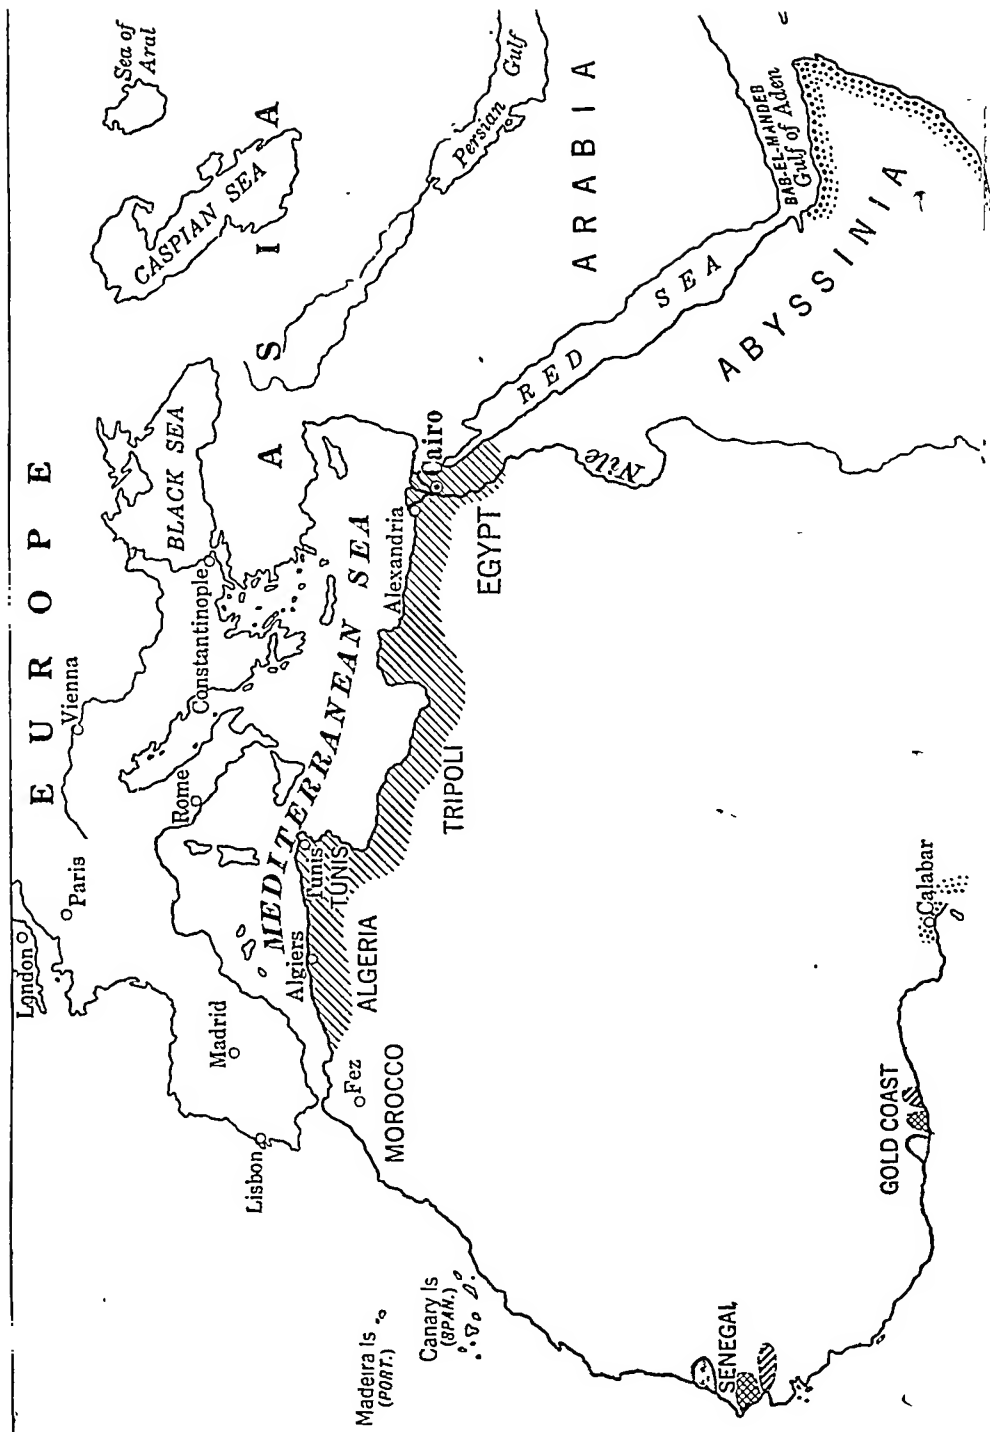 EUROPE
London
Paris
Vienna
Sea of
Aral
CASPIAN SEA
BLACK SEA
Constantinople
Rome
Madrid
Lisbon
ASIA
MEDITERRANEAN SEA
Persian Gulf
Algiers
Tunis
TUNIS
Alexandria
Cairo
Fez
MOROCCO
ALGERIA
TRIPOLI
EGYPT
ARABIA
Madeira Is
(PORT.)
Canary Is
(SPAN.)
Nile
RED SEA
BAB-EL-MANDEB
Gulf of Aden
ABYSSINIA
SENEGAL
GOLD COAST
Calabar